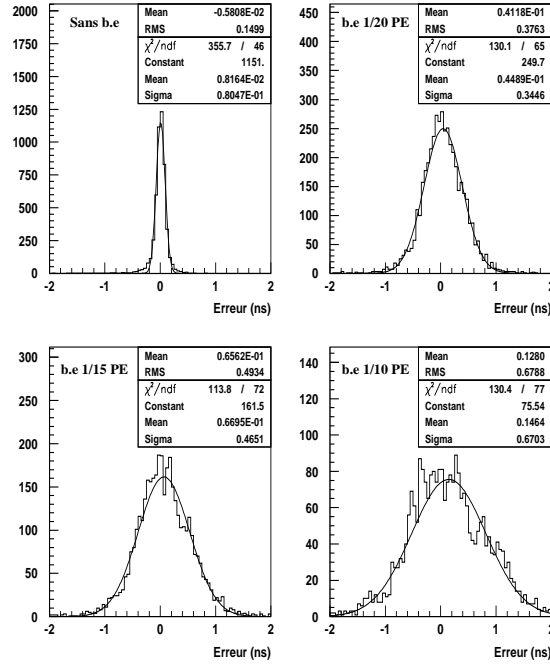 Sans b.e
Mean -0.5808E-02
RMS 0.1499
χ²/ndf 355.7 / 46
Constant 1151.
Mean 0.8164E-02
Sigma 0.8047E-01
1750
1500
1250
1000
750
500
250
0
-2 -1 0 1 2
Erreur (ns)
b.e 1/20 PE
Mean 0.4118E-01
RMS 0.3763
χ²/ndf 130.1 / 65
Constant 249.7
Mean 0.4489E-01
Sigma 0.3446
450
400
350
300
250
200
150
100
50
0
-2 -1 0 1 2
Erreur (ns)
b.e 1/15 PE
Mean 0.6562E-01
RMS 0.4934
χ²/ndf 113.8 / 72
Constant 161.5
Mean 0.6695E-01
Sigma 0.4651
300
250
200
150
100
50
0
-2 -1 0 1 2
Erreur (ns)
b.e 1/10 PE
Mean 0.1280
RMS 0.6788
χ²/ndf 130.4 / 77
Constant 75.54
Mean 0.1464
Sigma 0.6703
140
120
100
80
60
40
20
0
-2 -1 0 1 2
Erreur (ns)